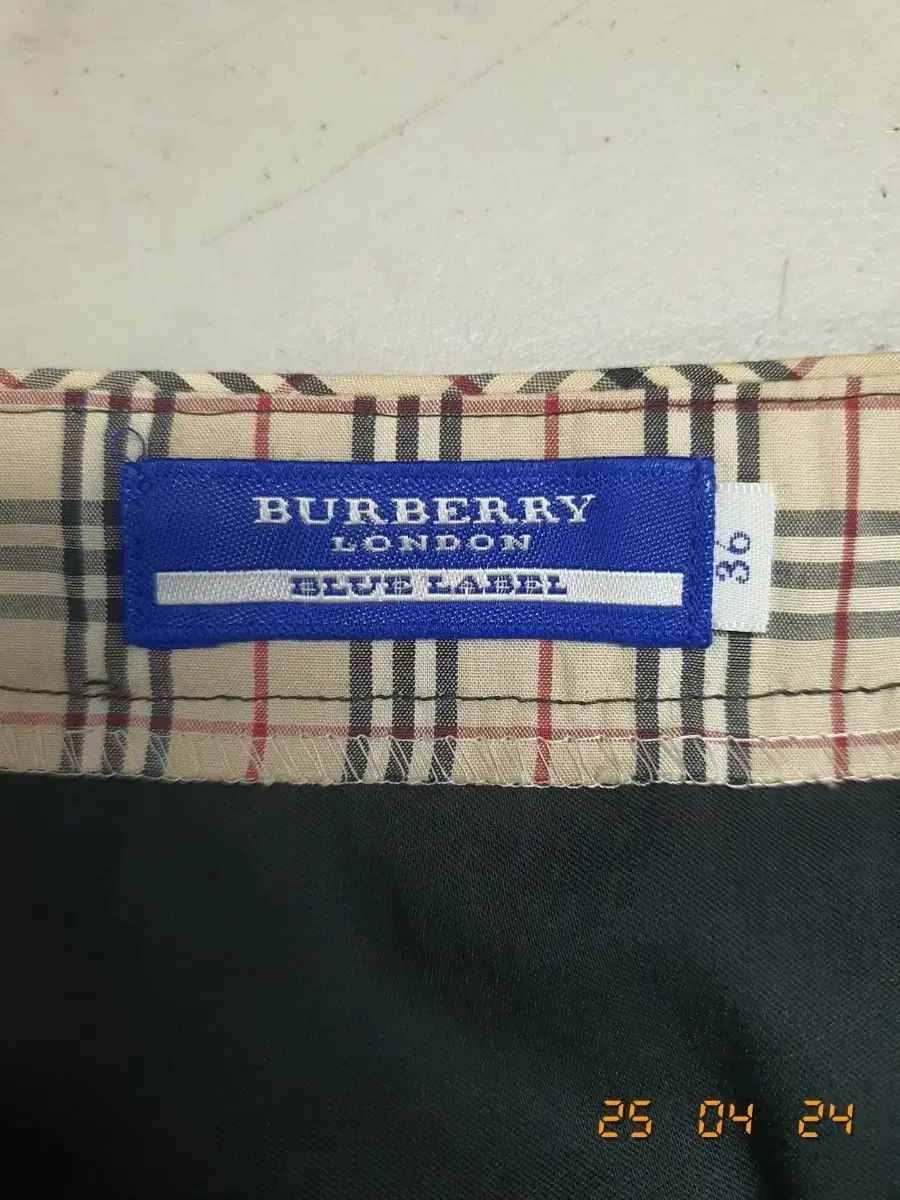 BURBERRY
LONDON
BLUE LABEL
36
25 04 24